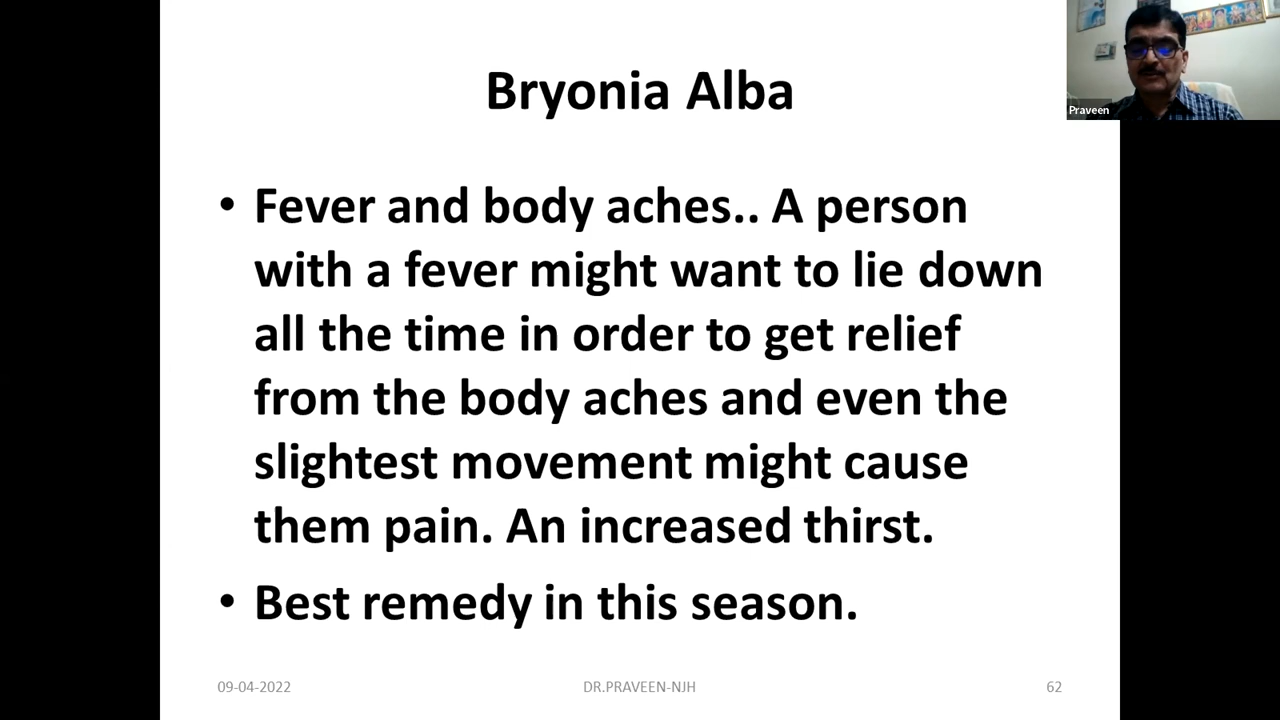 Bryonia Alba
Praveen
• Fever and body aches.. A person
with a fever might want to lie down
all the time in order to get relief
from the body aches and even the
slightest movement might cause
them pain. An increased thirst.
• Best remedy in this season.
09-04-2022
DR.PRAVEEN-NJH
62